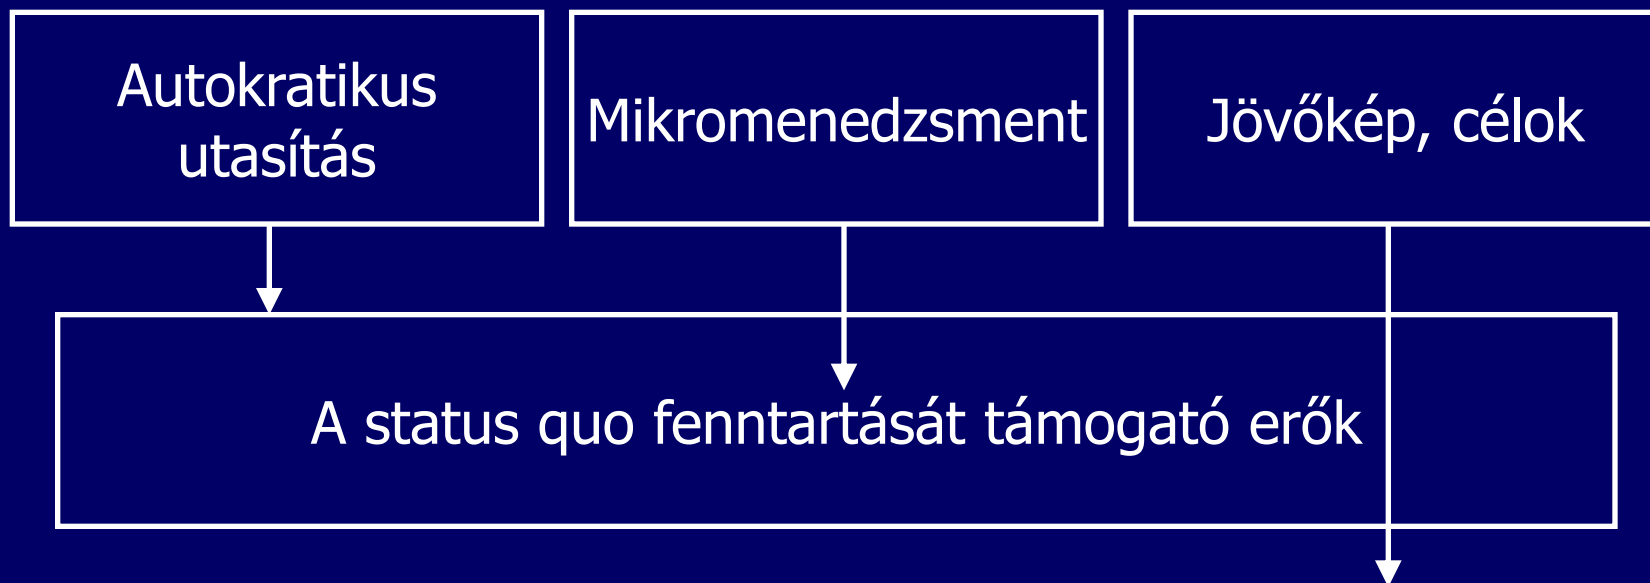 Autokratikus
utasítás
Mikromenedzsment
Jövőkép, célok
A status quo fenntartását támogató erők